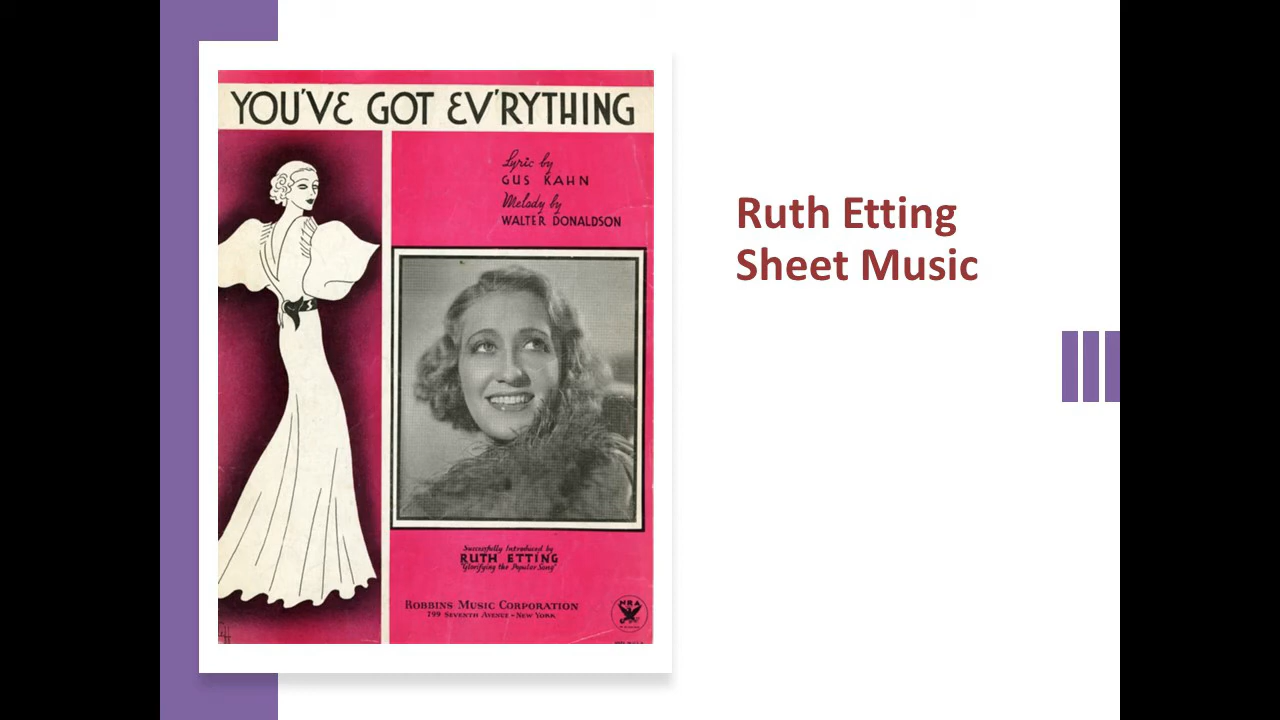 YOU'VE GOT EV'RYTHING
Lyric by
GUS KAHN
Melody by
WALTER DONALDSON
Successfully Introduced by
RUTH ETTING
"Glorifying the Popular Song"
ROBBINS MUSIC CORPORATION
799 SEVENTH AVENUE - NEW YORK
NRA
Ruth Etting
Sheet Music